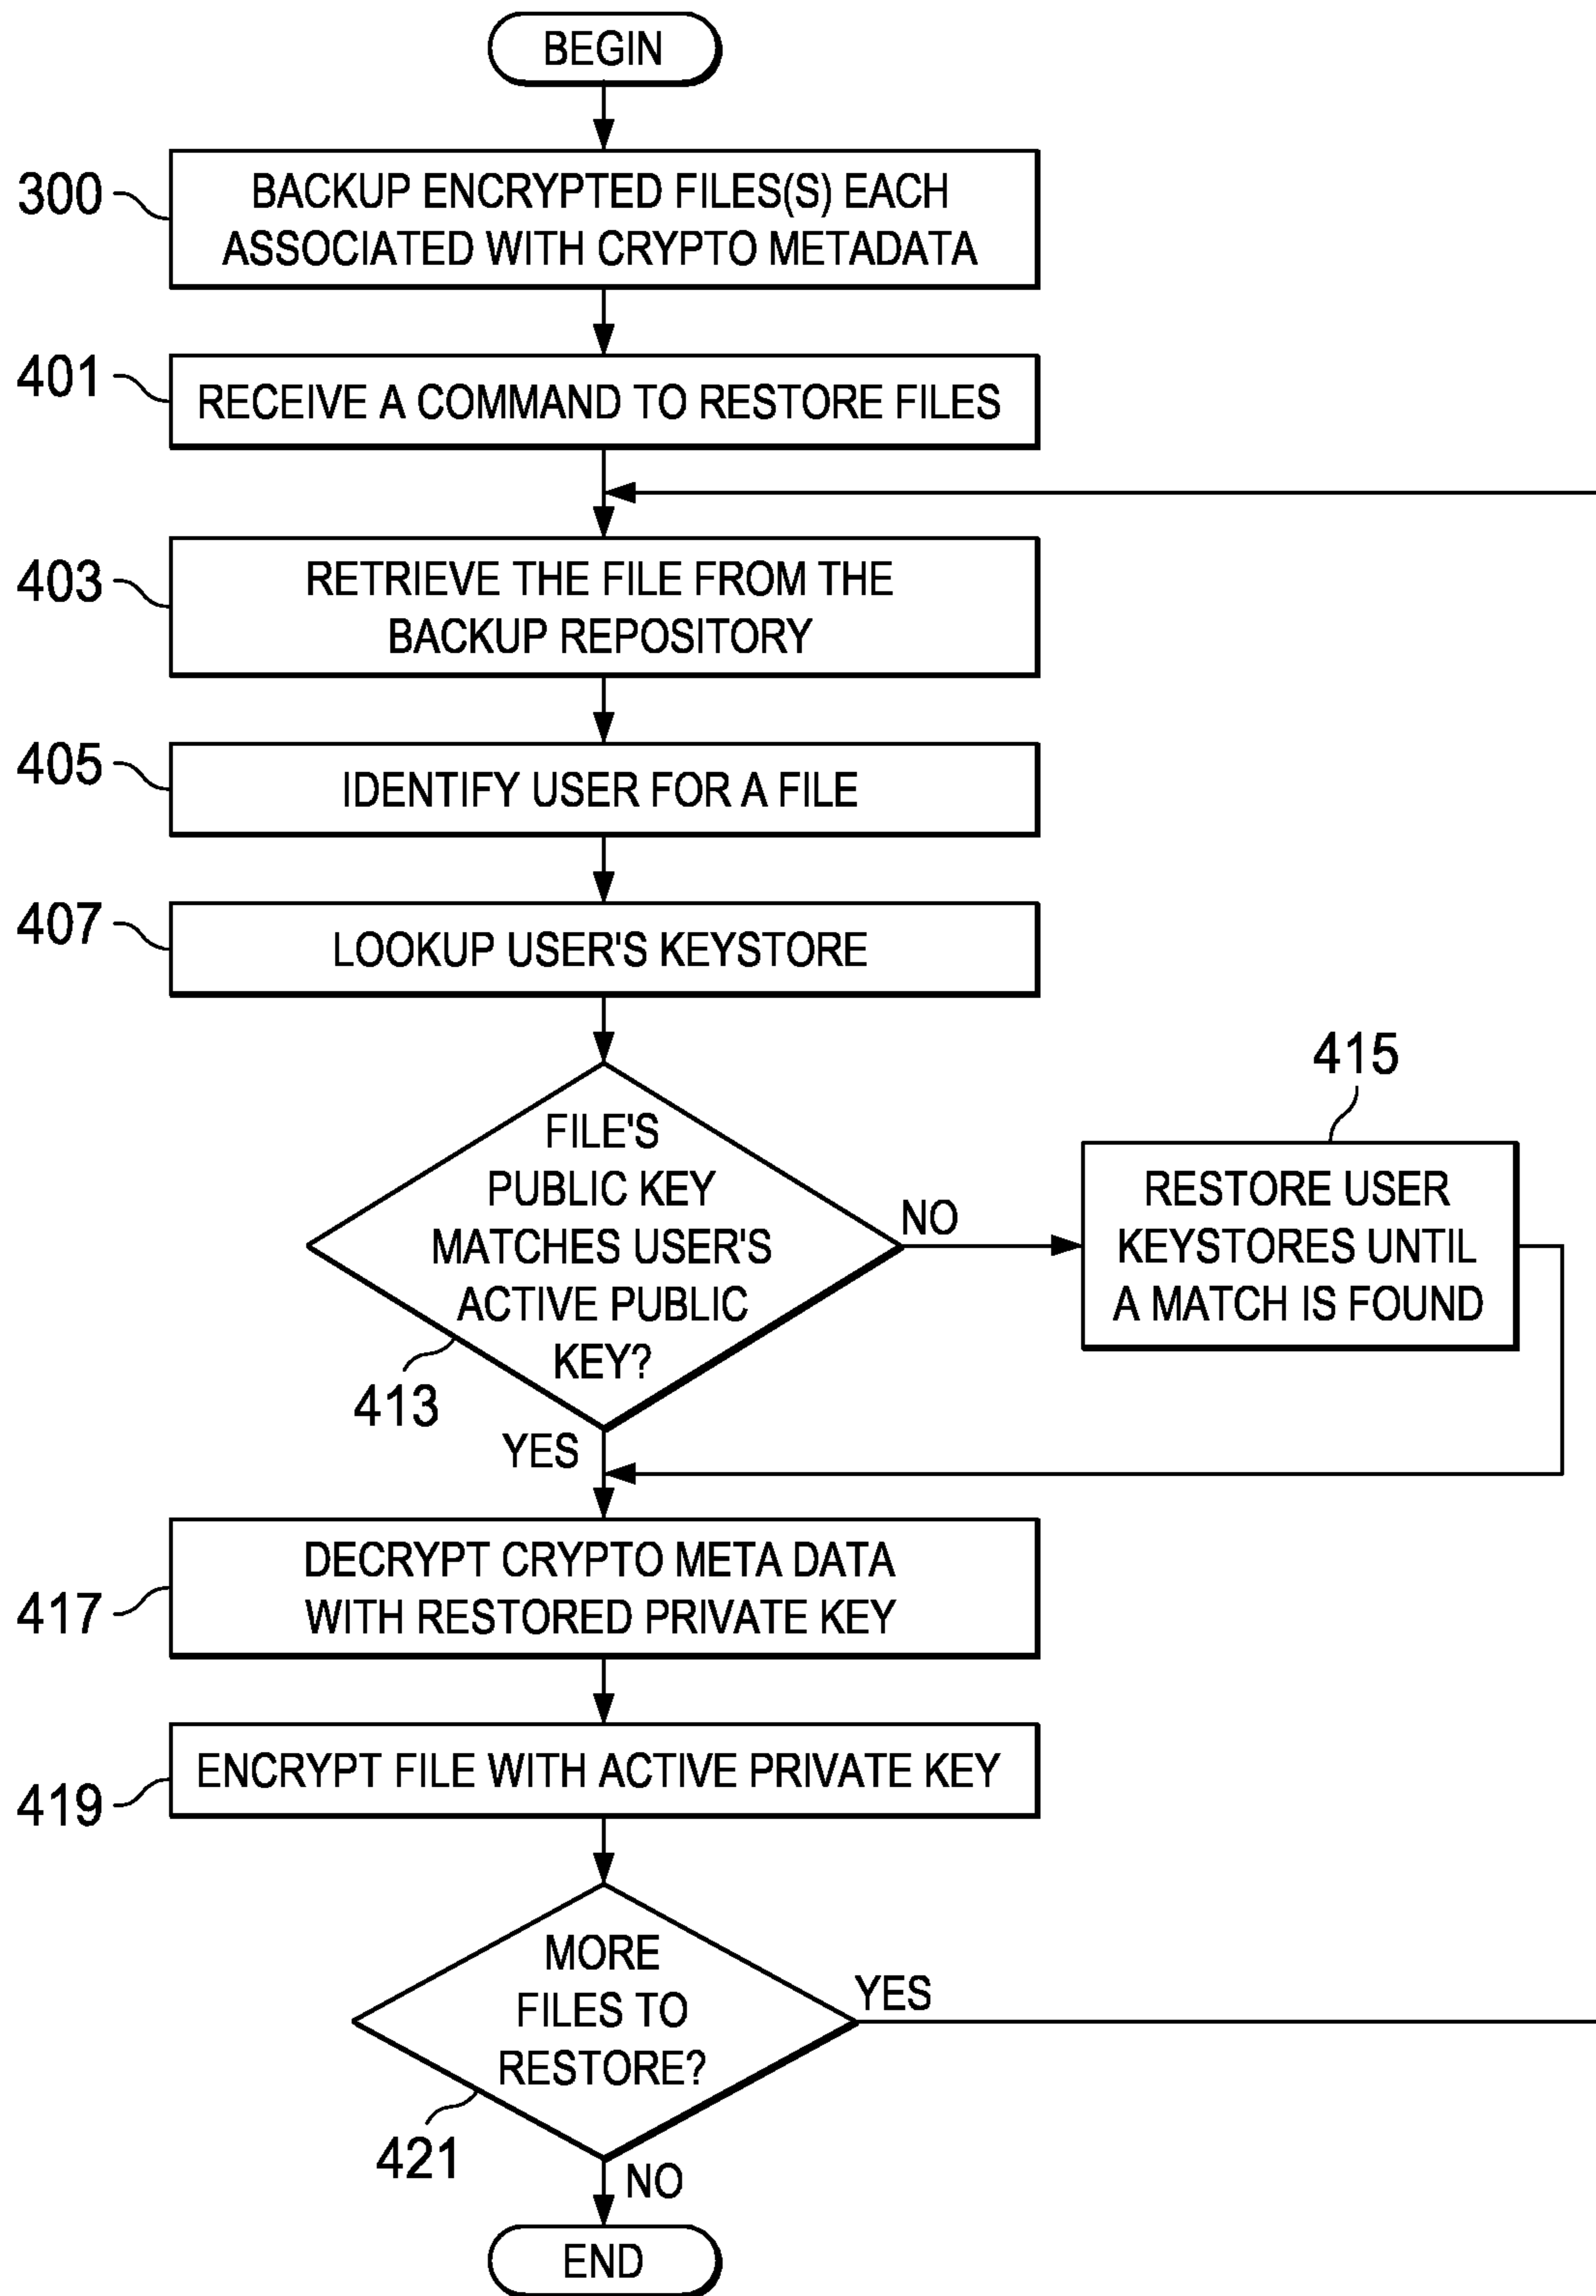 BEGIN
300
BACKUP ENCRYPTED FILES(S) EACH
ASSOCIATED WITH CRYPTO METADATA
401
RECEIVE A COMMAND TO RESTORE FILES
403
RETRIEVE THE FILE FROM THE
BACKUP REPOSITORY
405
IDENTIFY USER FOR A FILE
407
LOOKUP USER'S KEYSTORE
FILE'S
PUBLIC KEY
MATCHES USER'S
ACTIVE PUBLIC
KEY?
413
NO
415
RESTORE USER
KEYSTORES UNTIL
A MATCH IS FOUND
YES
417
DECRYPT CRYPTO META DATA
WITH RESTORED PRIVATE KEY
419
ENCRYPT FILE WITH ACTIVE PRIVATE KEY
MORE
FILES TO
RESTORE?
421
YES
NO
END